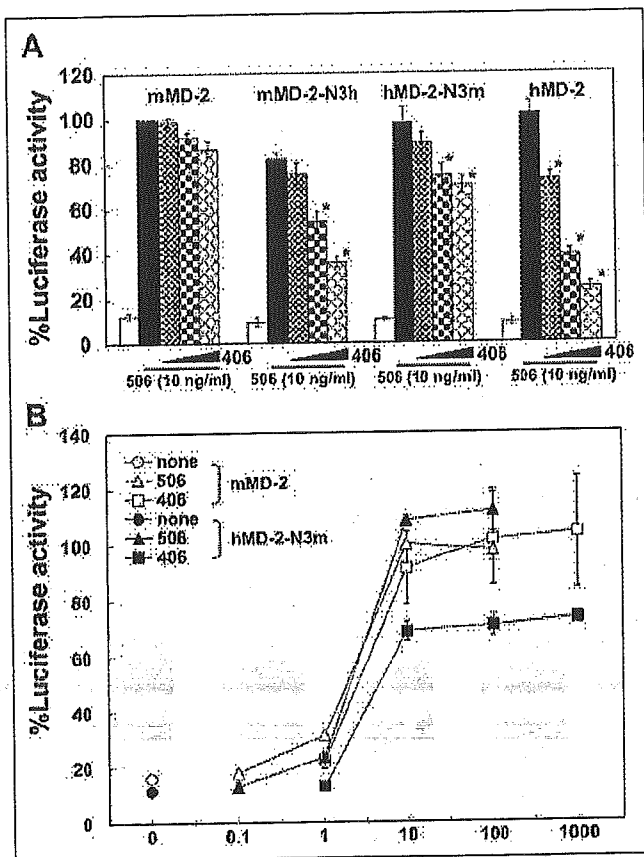 A
%Luciferase activity
120
100
80
60
40
20
0
mMD-2
mMD-2-N3h
hMD-2-N3m
hMD-2
*
*
*
*
*
*
*
406
406
406
406
506 (10 ng/ml)
506 (10 ng/ml)
506 (10 ng/ml)
506 (10 ng/ml)
B
%Luciferase activity
140
120
100
80
60
40
20
0
none
506
406
mMD-2
none
506
406
hMD-2-N3m
0
0.1
1
10
100
1000